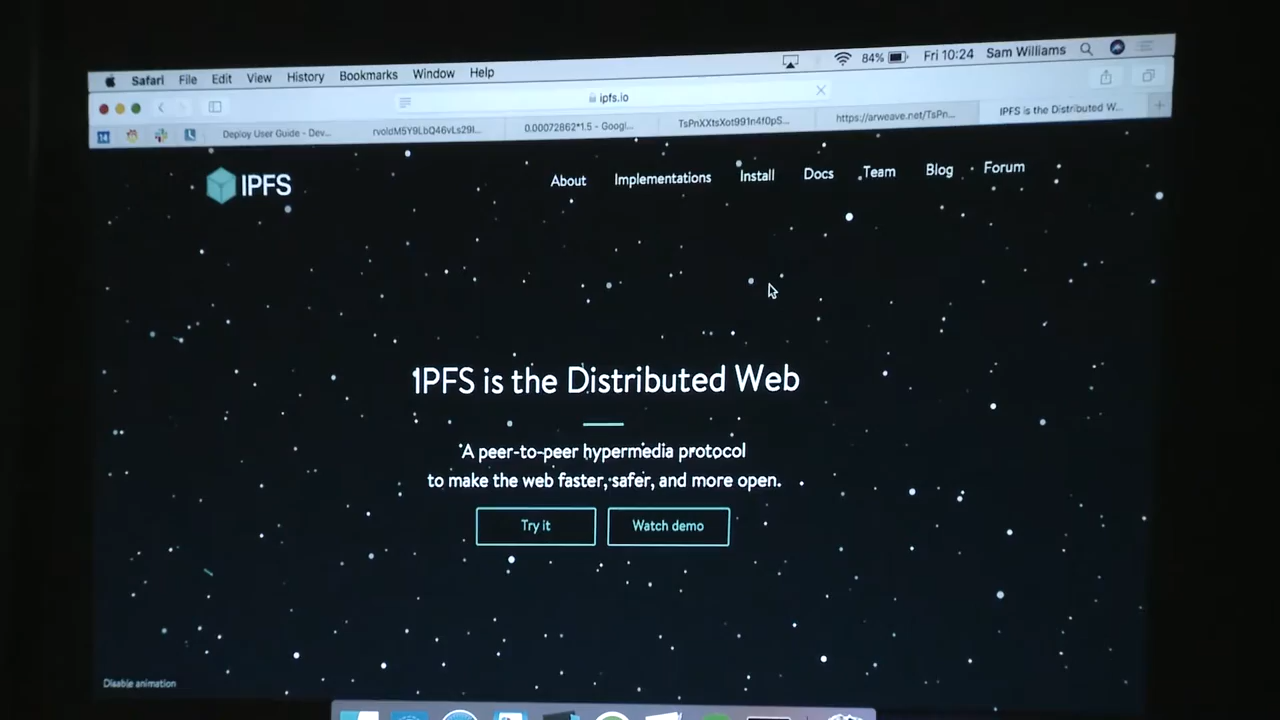 Safari File Edit View History Bookmarks Window Help 84% Fri 10:24 Sam Williams
ipfs.io
Deploy User Guide - Dev... rvoldM5Y9LbQ46vLs29I... 0.00072862*1.5 - Googl... TsPnXXtsXot991n4f0pS... https://arweave.net/TsPn... IPFS is the Distributed W...
IPFS About Implementations Install Docs Team Blog Forum
IPFS is the Distributed Web
A peer-to-peer hypermedia protocol
to make the web faster, safer, and more open.
Try it Watch demo
Disable animation